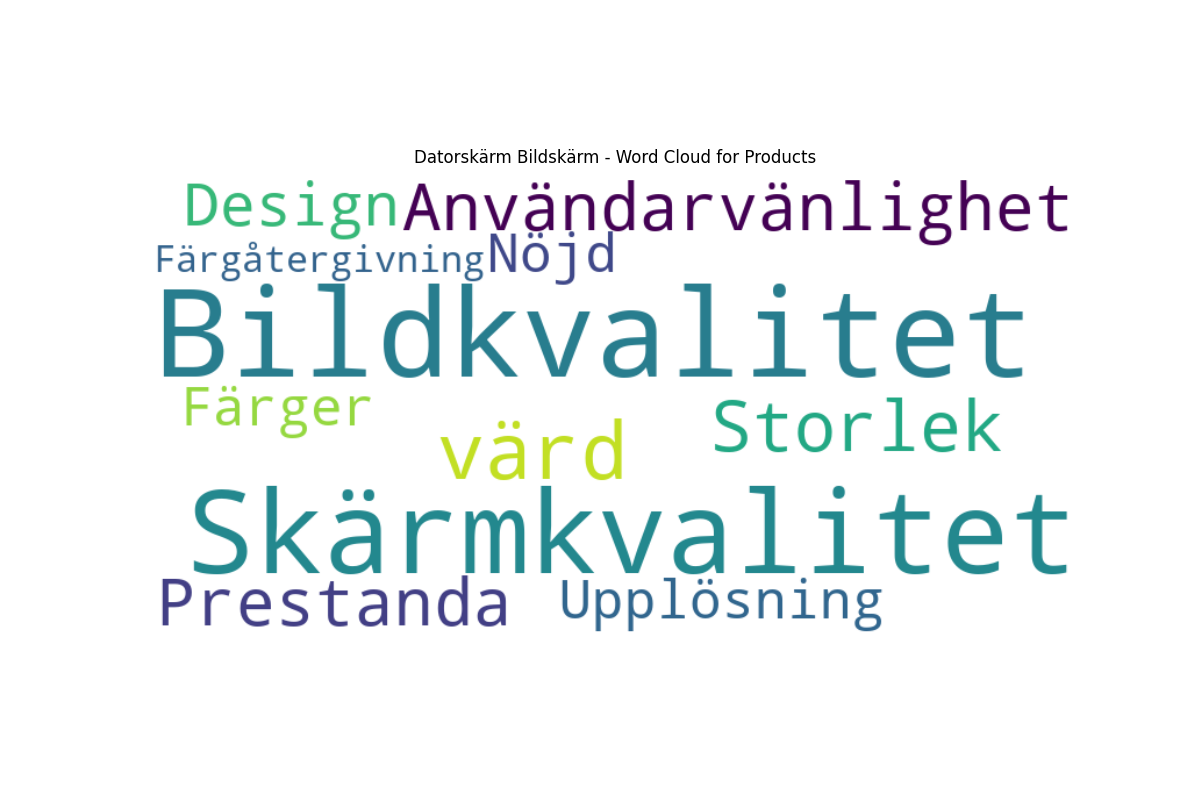 Datorskärm Bildskärm - Word Cloud for Products
Design Användarvänlighet
Färgåtergivning Nöjd
Bildkvalitet
Färger
Storlek
värd
Skärmkvalitet
Prestanda Upplösning